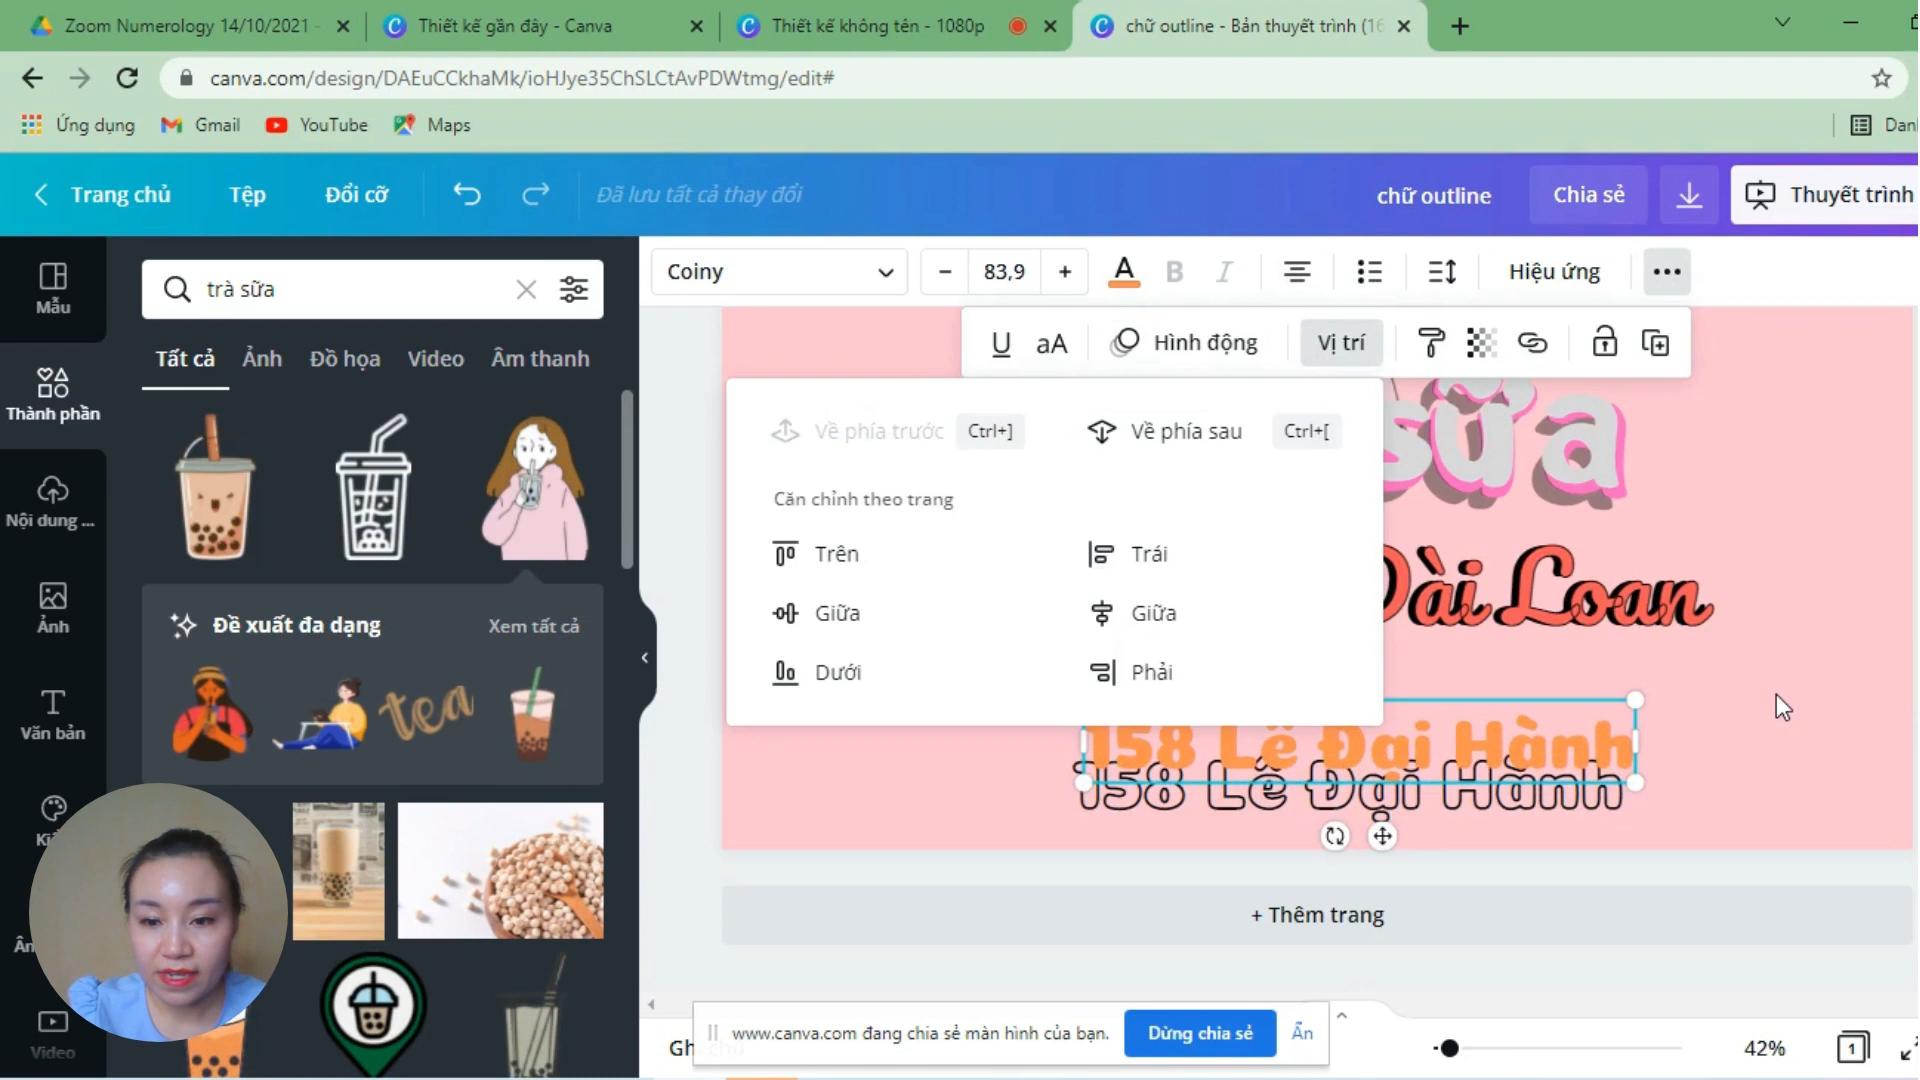 Zoom Numerology 14/10/2021 -
Thiết kế gần đây - Canva
Thiết kế không tên - 1080p
chữ outline - Bản thuyết trình (16
canva.com/design/DAEuCCkhaMk/ioHJye35ChSLCtAvPDWtmg/edit#
Ứng dụng
Gmail
YouTube
Maps
Trang chủ
Tệp
Đổi cỡ
Đã lưu tất cả thay đổi
chữ outline
Chia sẻ
Thuyết trình
Mẫu
Thành phần
Nội dung ...
Ảnh
Văn bản
Video
trà sữa
Tất cả
Ảnh
Đồ họa
Video
Âm thanh
Đề xuất đa dạng
Xem tất cả
tea
Coiny
83,9
A
B
I
Hiệu ứng
U
aA
Hình động
Vị trí
Về phía trước
Ctrl+]
Về phía sau
Ctrl+[
Căn chỉnh theo trang
Trên
Trái
Giữa
Giữa
Dưới
Phải
sữa
Đài Loan
158 Lê Đại Hành
158 Lê Đại Hành
+ Thêm trang
www.canva.com đang chia sẻ màn hình của bạn.
Dừng chia sẻ
Ẩn
42%
1